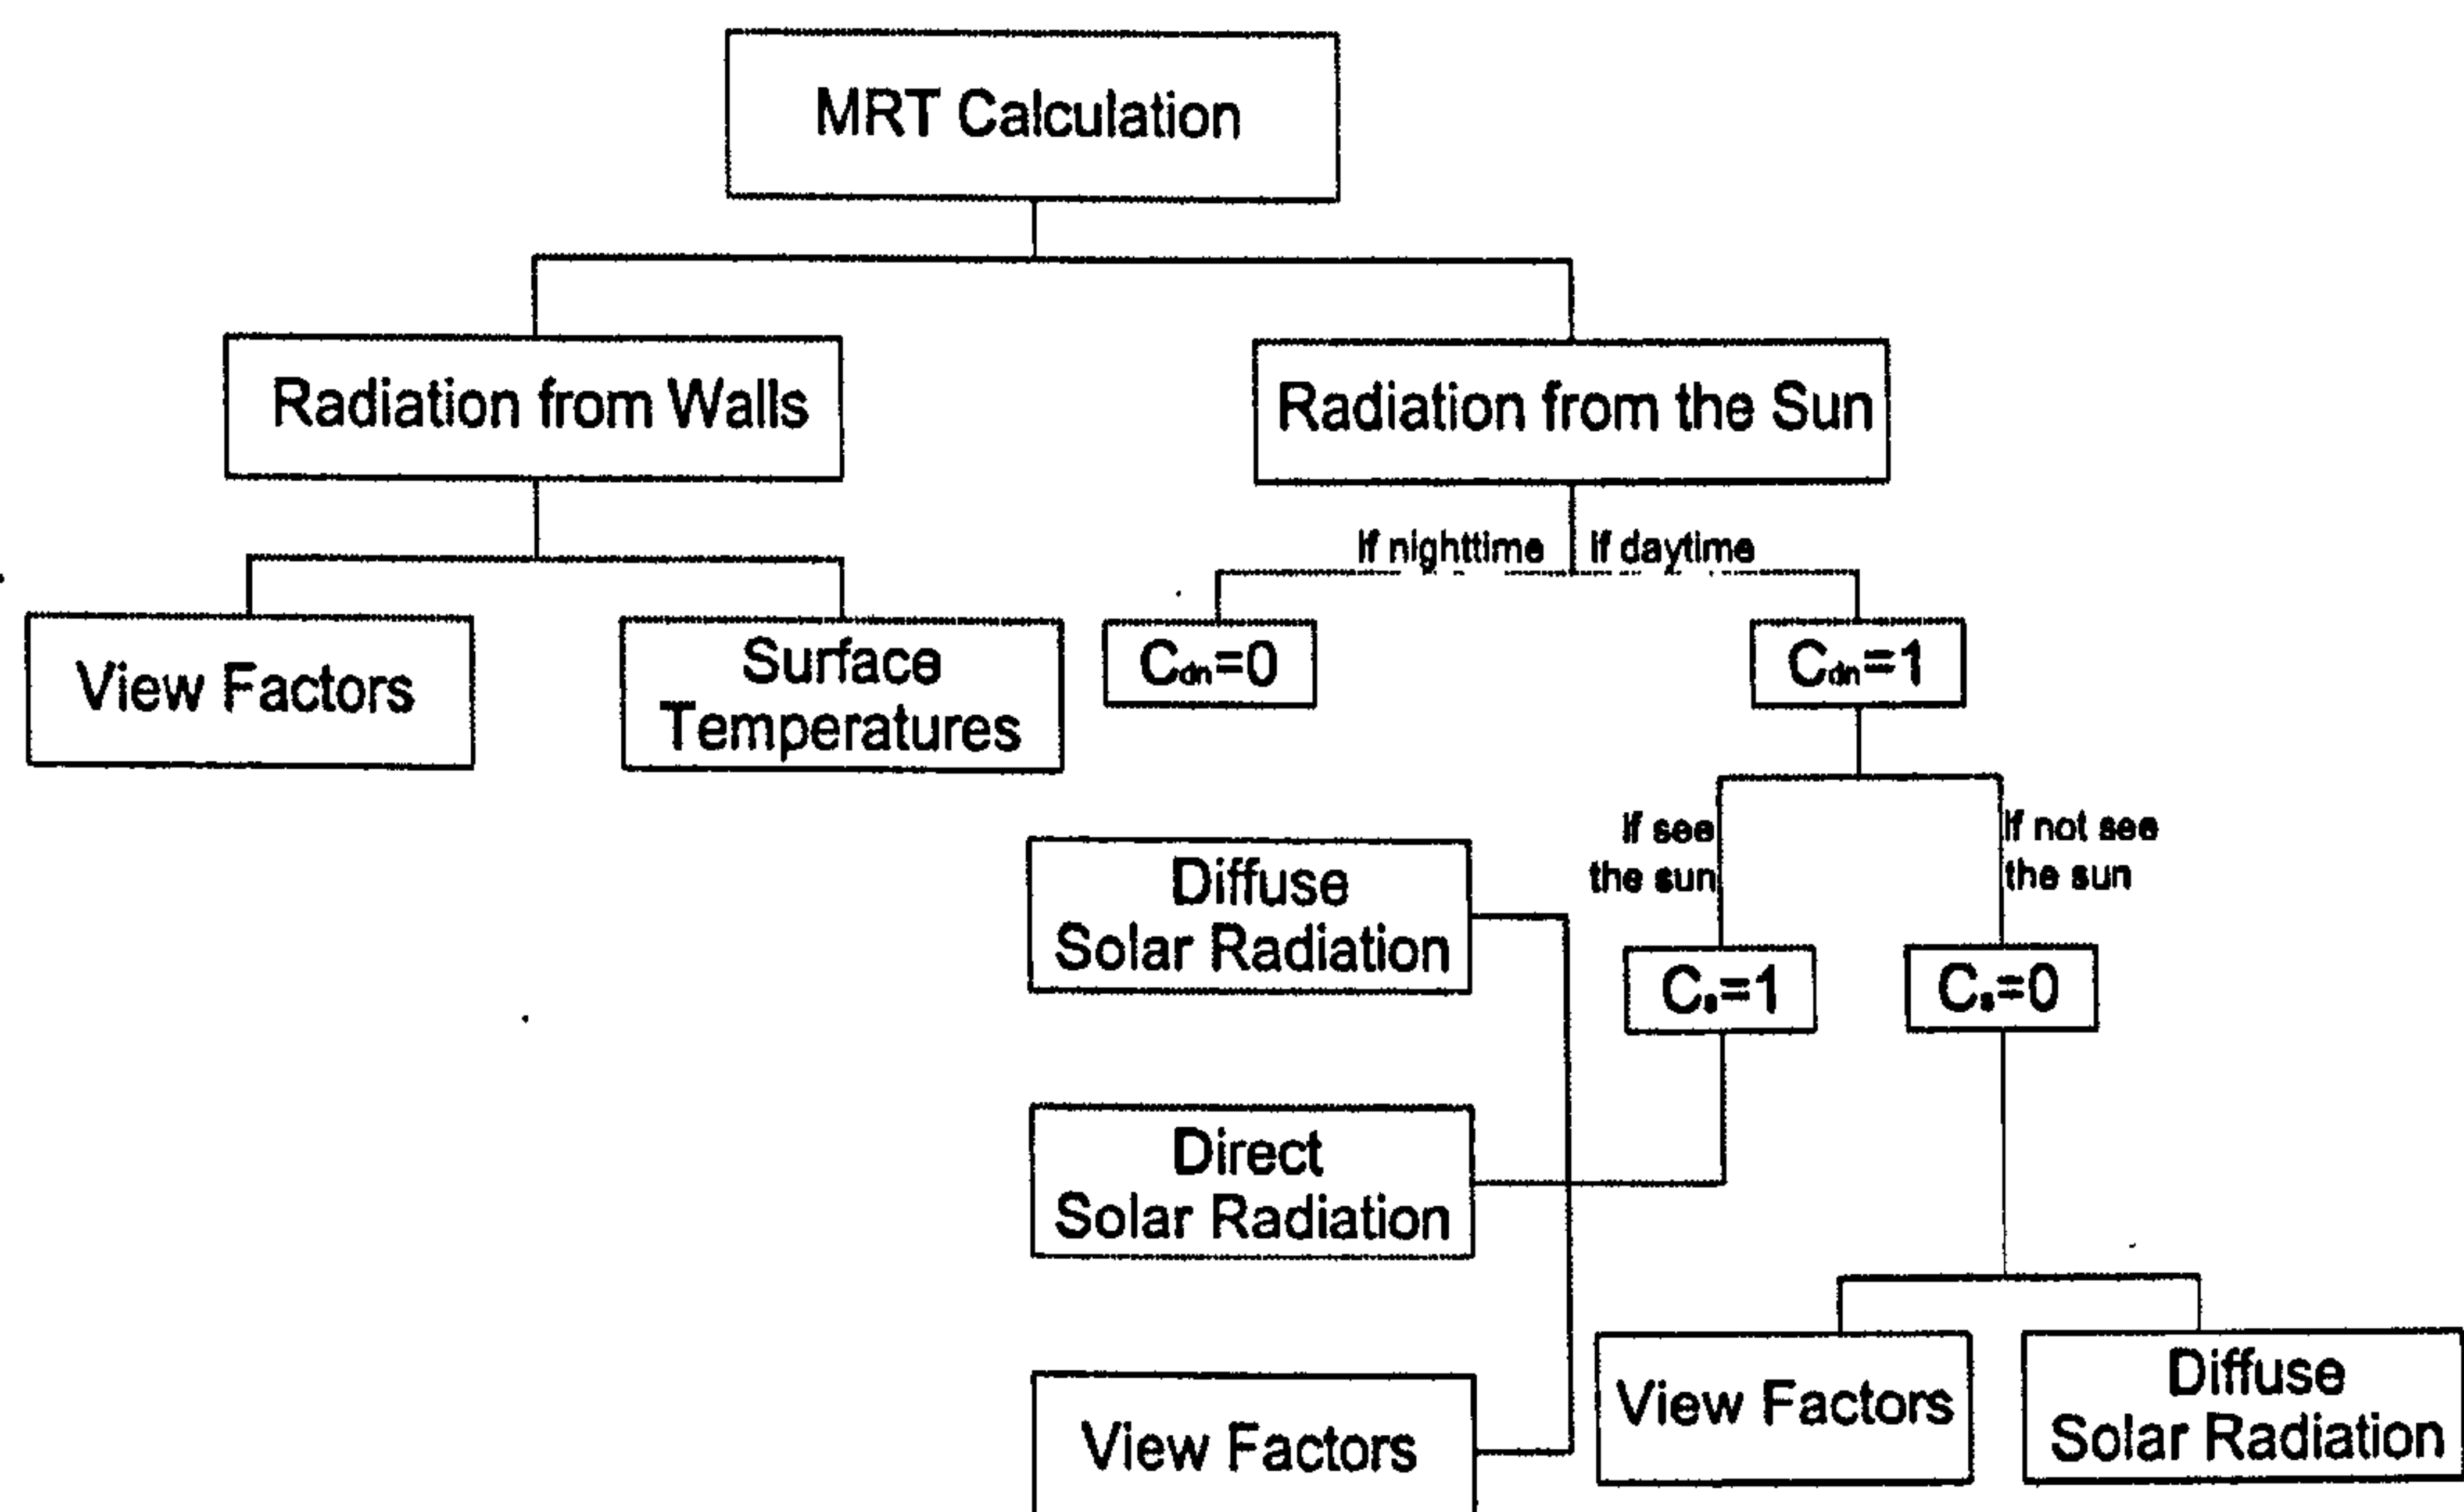 MRT Calculation
Radiation from Walls
Radiation from the Sun
If nighttime
If daytime
View Factors
Surface
Temperatures
Cdn=0
Cdn=1
If see
the sun
If not see
the sun
Diffuse
Solar Radiation
Cs=1
Cs=0
Direct
Solar Radiation
View Factors
View Factors
Diffuse
Solar Radiation